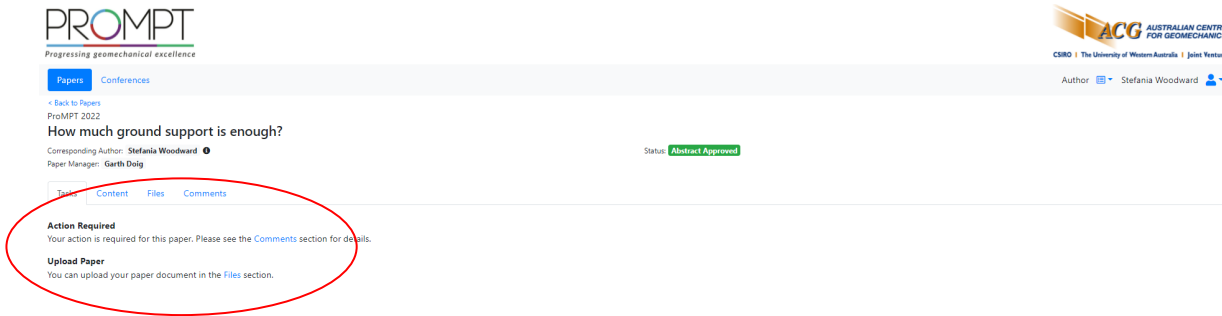 PROMPT
Progressing geomechanical excellence
ACG AUSTRALIAN CENTR
FOR GEOMECHANIC
CSIRO | The University of Western Australia | Joint Ventu
Papers Conferences
Author Stefania Woodward
< Back to Papers
ProMPT 2022
How much ground support is enough?
Corresponding Author: Stefania Woodward
Status: Abstract Approved
Paper Manager: Garth Doig
Tasks Content Files Comments
Action Required
Your action is required for this paper. Please see the Comments section for details.
Upload Paper
You can upload your paper document in the Files section.